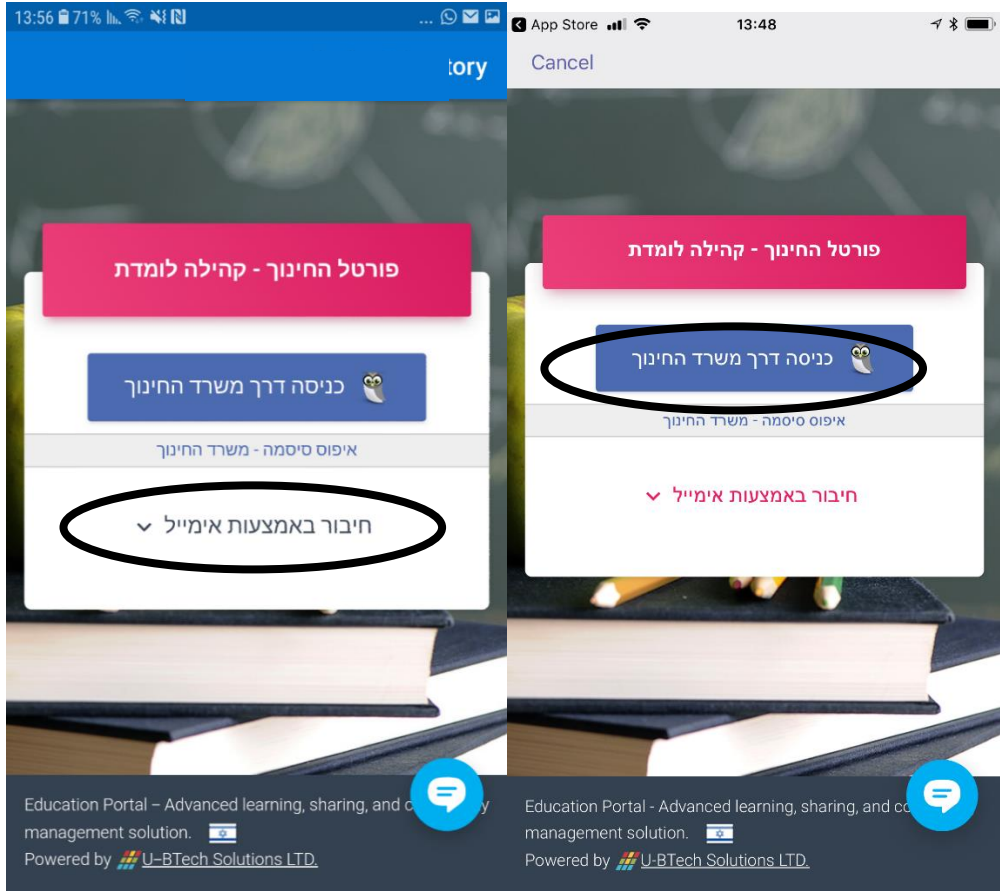 13:56 71%
...
tory
פורטל החינוך - קהילה לומדת
כניסה דרך משרד החינוך
איפוס סיסמה - משרד החינוך
חיבור באמצעות אימייל
Education Portal – Advanced learning, sharing, and
management solution.
Powered by U-BTech Solutions LTD.
App Store 13:48
Cancel
פורטל החינוך - קהילה לומדת
כניסה דרך משרד החינוך
איפוס סיסמה - משרד החינוך
חיבור באמצעות אימייל
Education Portal - Advanced learning, sharing, and
management solution.
Powered by U-BTech Solutions LTD.